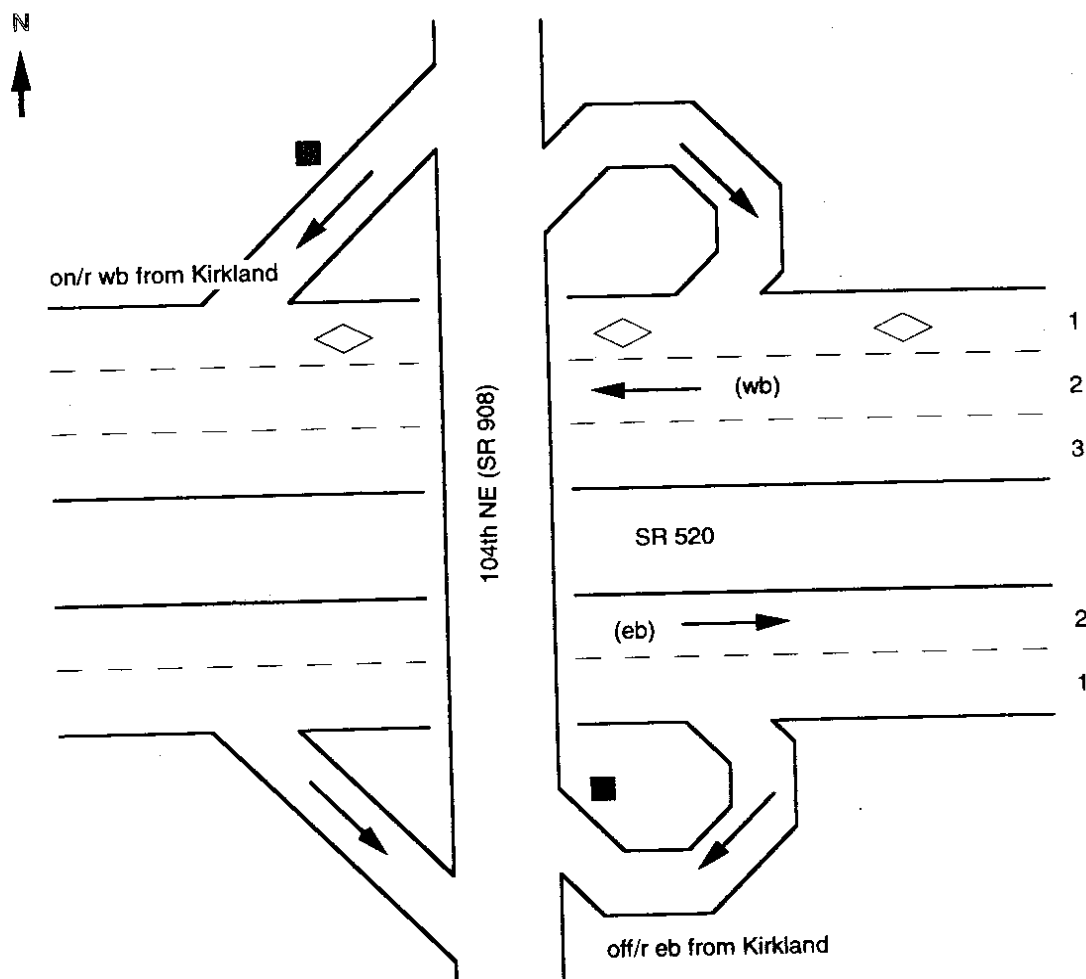 N
on/r wb from Kirkland
1
(wb)
2
3
104th NE (SR 908)
SR 520
(eb)
2
1
off/r eb from Kirkland